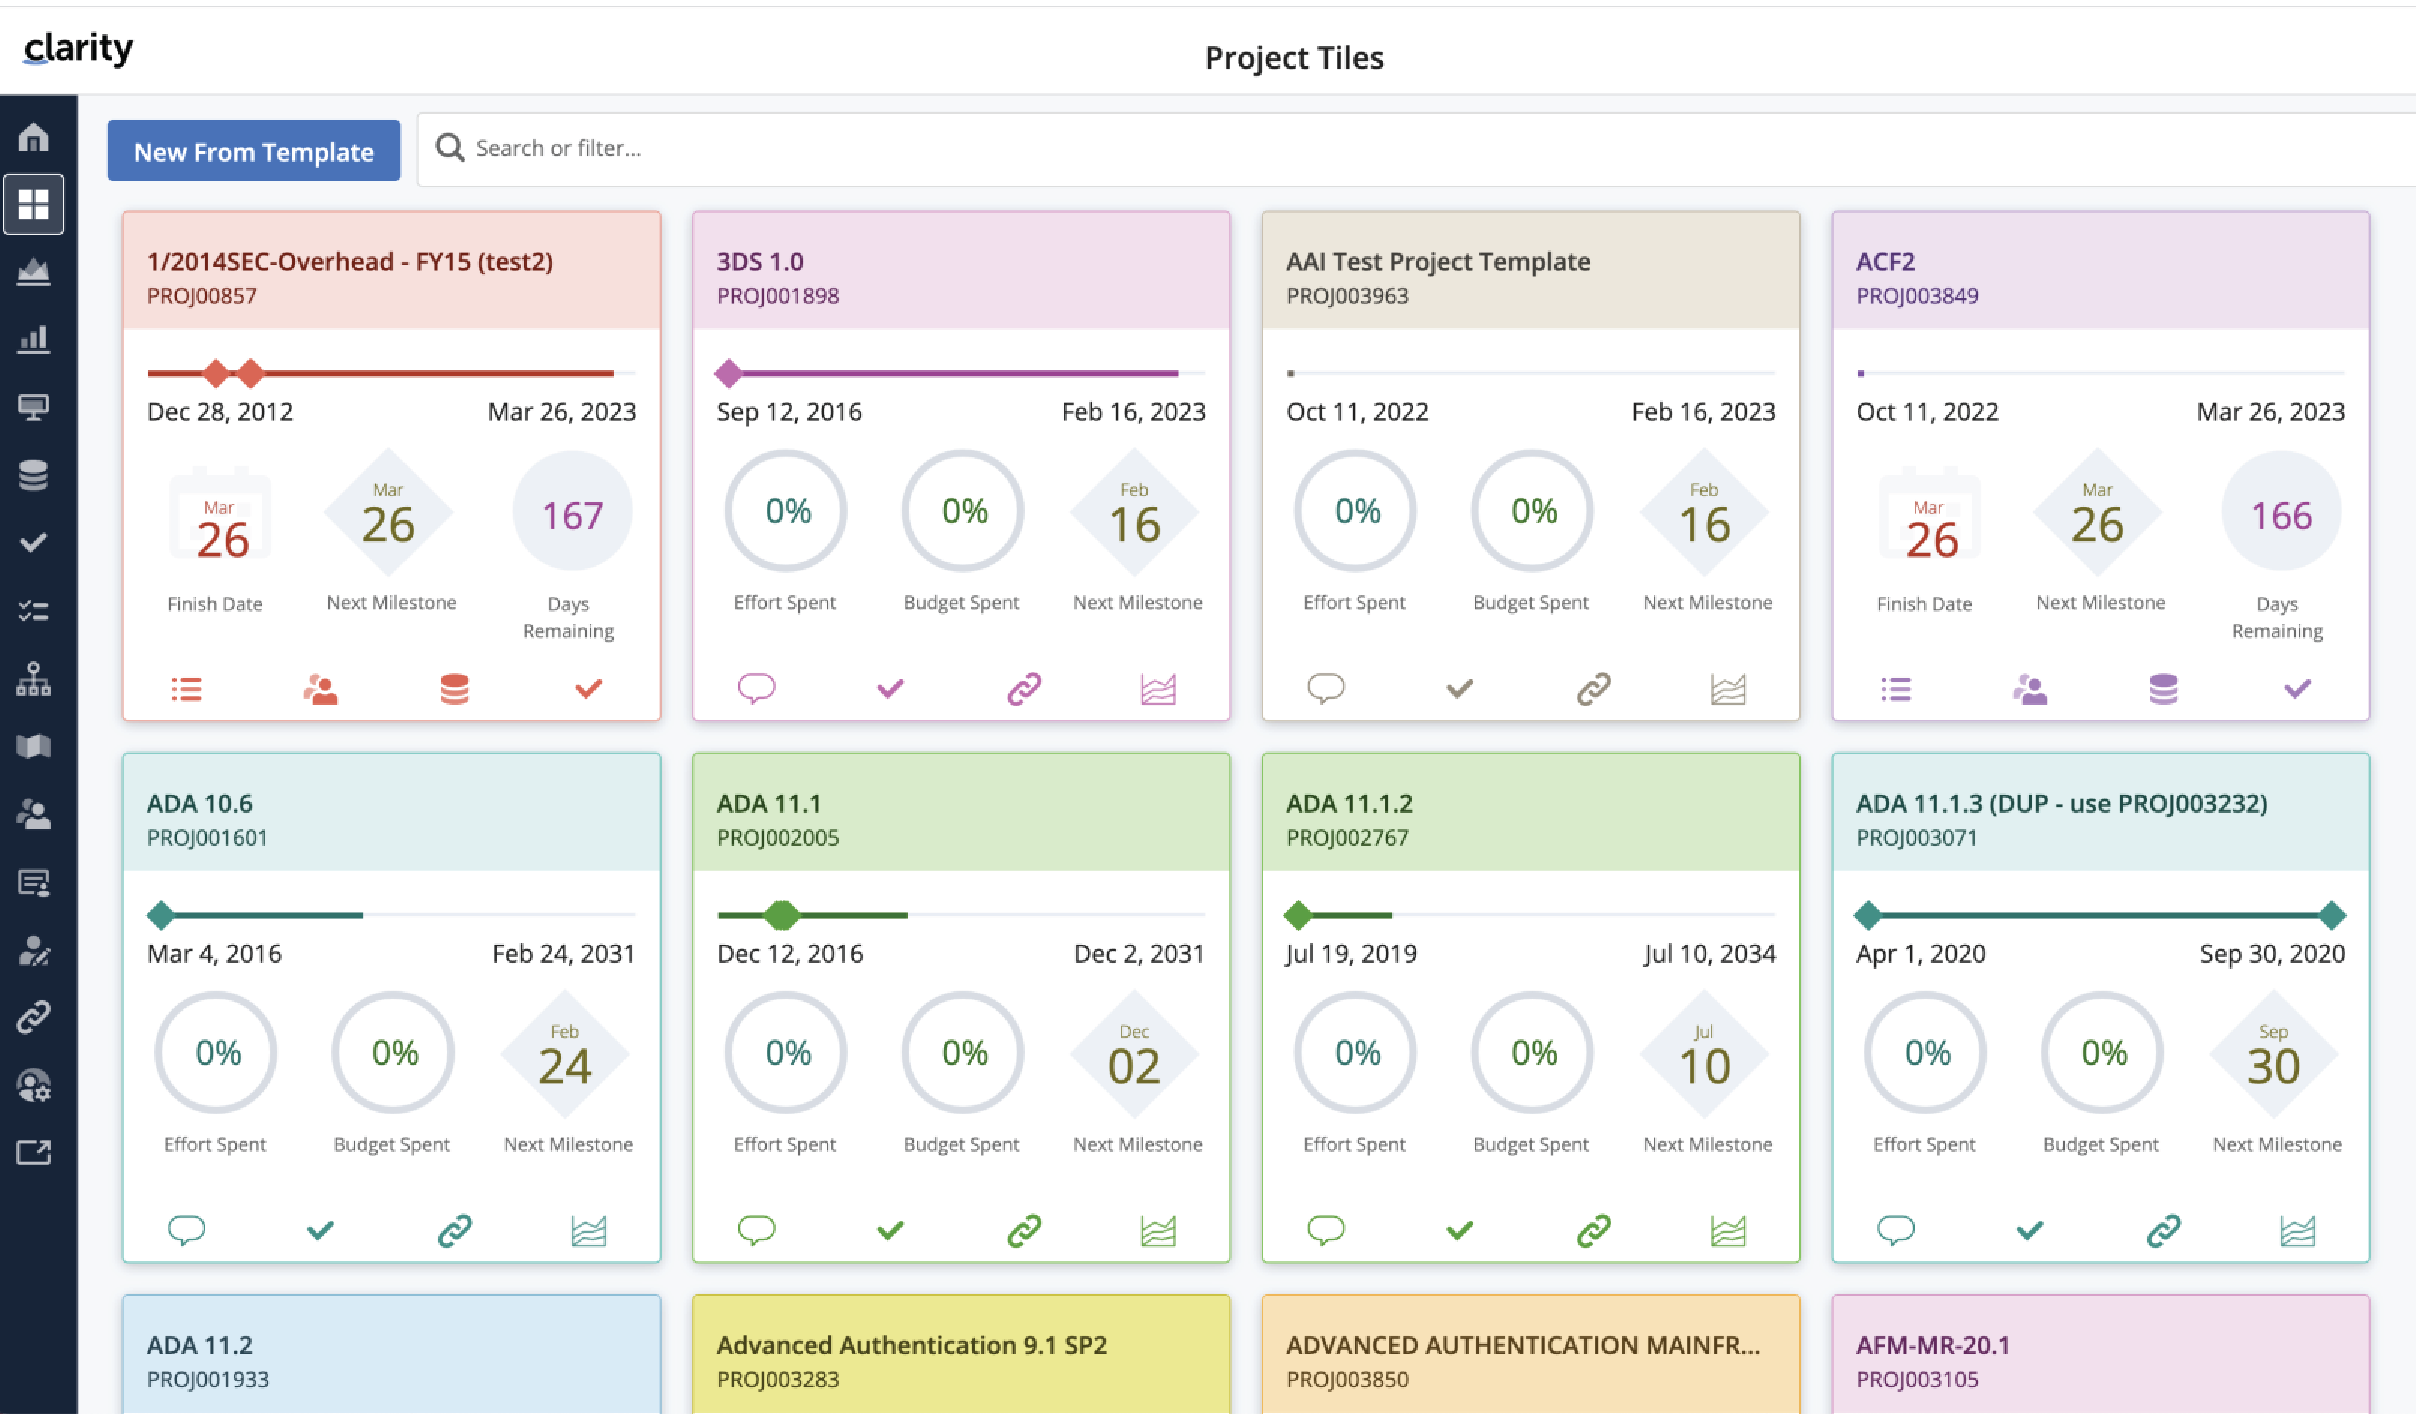 clarity
Project Tiles
New From Template
Search or filter...
1/2014SEC-Overhead - FY15 (test2)
PROJ00857
Dec 28, 2012
Mar 26, 2023
Mar
26
Finish Date
Mar
26
Next Milestone
167
Days
Remaining
3DS 1.0
PROJ001898
Sep 12, 2016
Feb 16, 2023
0%
Effort Spent
0%
Budget Spent
Feb
16
Next Milestone
AAI Test Project Template
PROJ003963
Oct 11, 2022
Feb 16, 2023
0%
Effort Spent
0%
Budget Spent
Feb
16
Next Milestone
ACF2
PROJ003849
Oct 11, 2022
Mar 26, 2023
Mar
26
Finish Date
Mar
26
Next Milestone
166
Days
Remaining
ADA 10.6
PROJ001601
Mar 4, 2016
Feb 24, 2031
0%
Effort Spent
0%
Budget Spent
Feb
24
Next Milestone
ADA 11.1
PROJ002005
Dec 12, 2016
Dec 2, 2031
0%
Effort Spent
0%
Budget Spent
Dec
02
Next Milestone
ADA 11.1.2
PROJ002767
Jul 19, 2019
Jul 10, 2034
0%
Effort Spent
0%
Budget Spent
Jul
10
Next Milestone
ADA 11.1.3 (DUP - use PROJ003232)
PROJ003071
Apr 1, 2020
Sep 30, 2020
0%
Effort Spent
0%
Budget Spent
Sep
30
Next Milestone
ADA 11.2
PROJ001933
Advanced Authentication 9.1 SP2
PROJ003283
ADVANCED AUTHENTICATION MAINFR...
PROJ003850
AFM-MR-20.1
PROJ003105